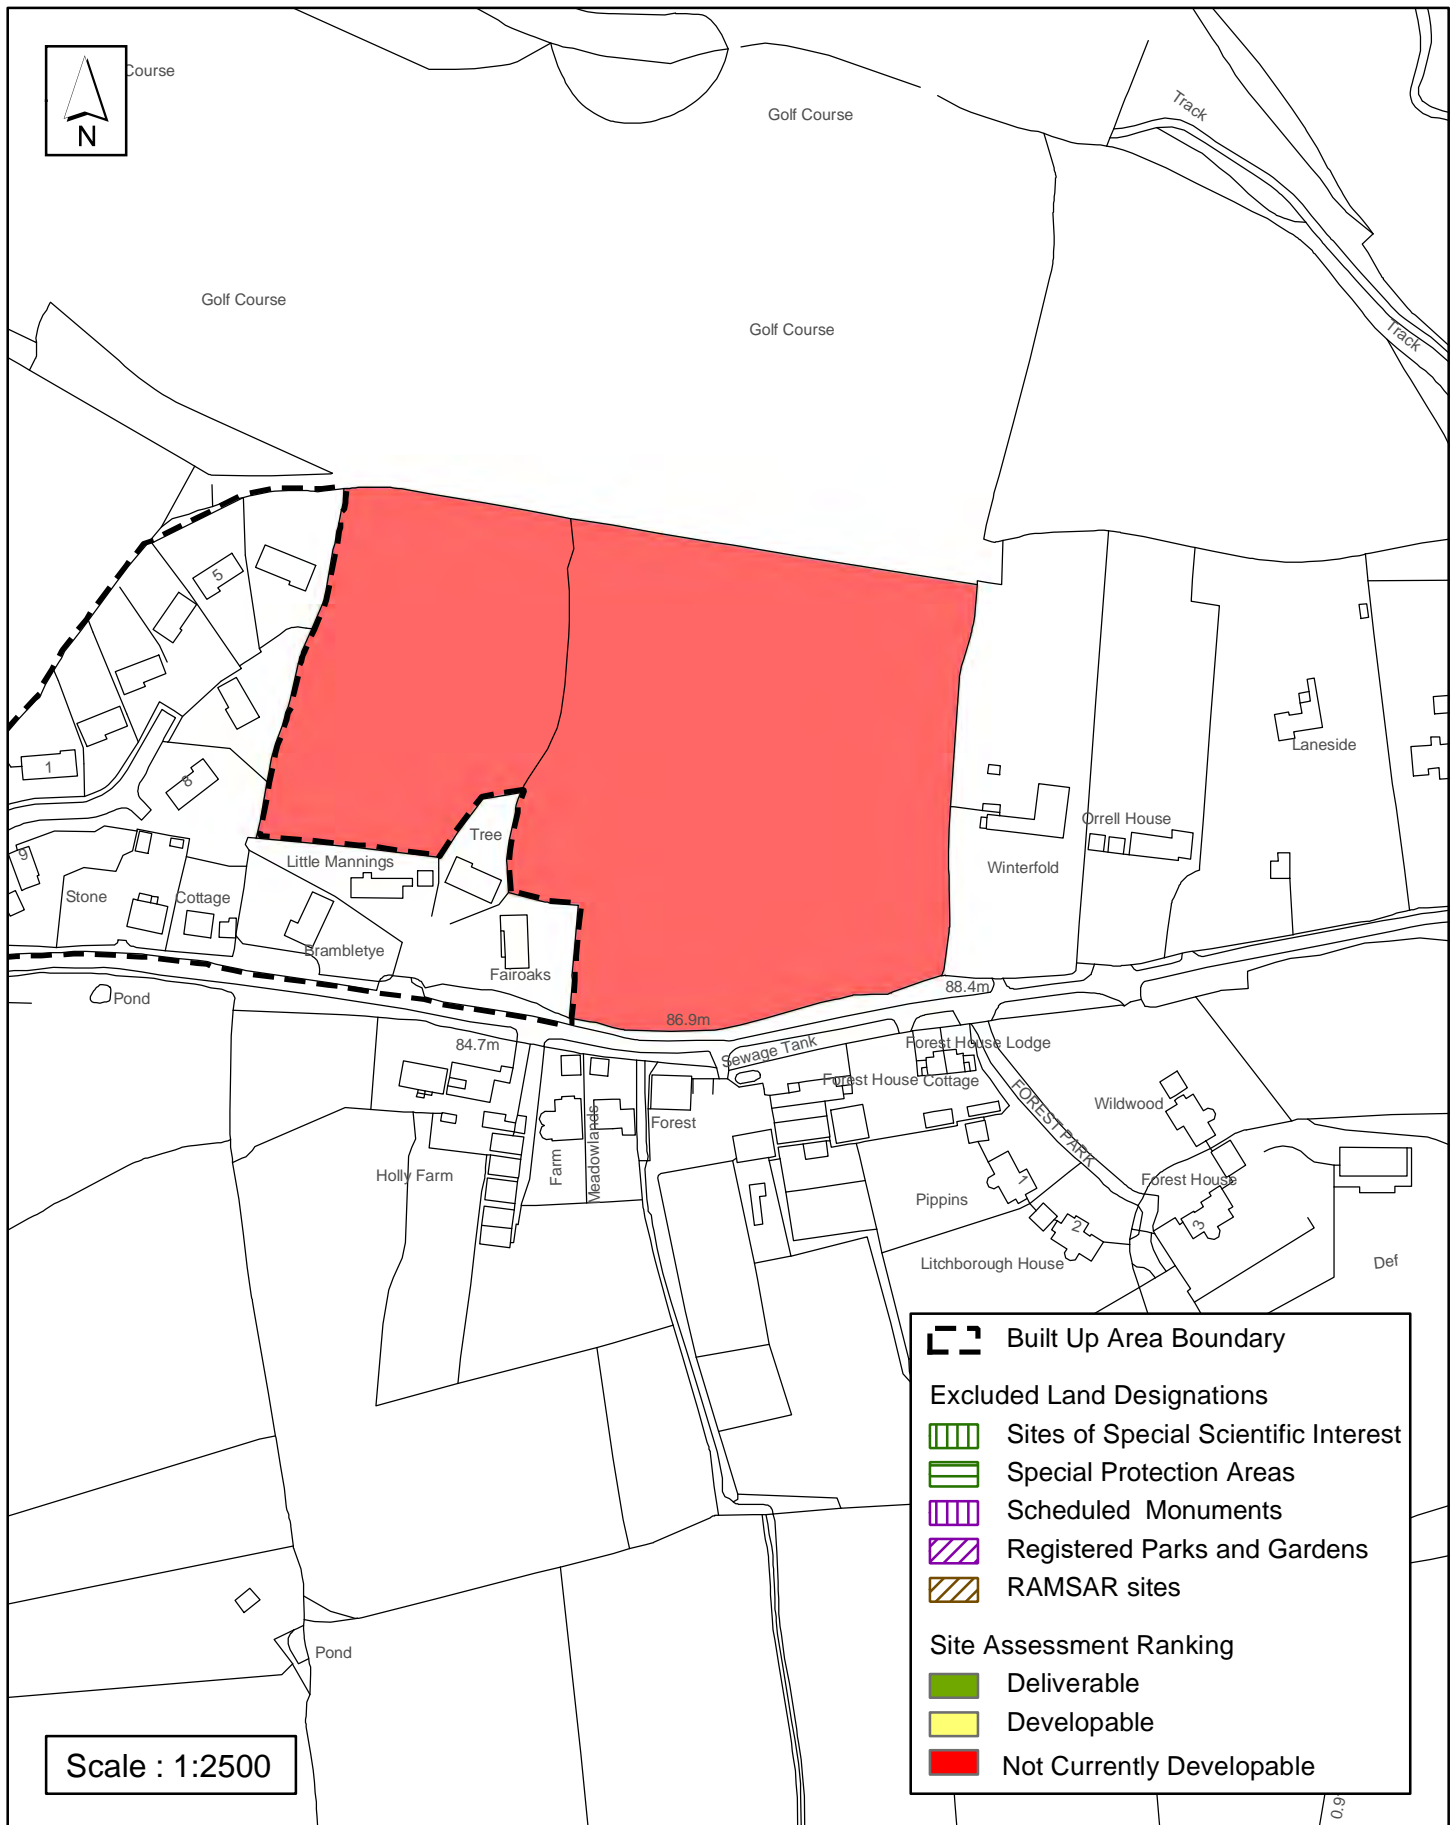 Course
N
Golf Course
Track
Golf Course
Golf Course
Track
5
1
8
9
Tree
Little Mannings
Stone
Cottage
Brambletye
Fairoaks
Pond
Laneside
Orrell House
Winterfold
88.4m
86.9m
84.7m
Sewage Tank
Forest House Lodge
Forest House Cottage
FOREST PARK
Wildwood
Forest
Meadowlands
Farm
Holly Farm
Pippins
1
2
3
Forest House
Litchborough House
Def
Pond
Built Up Area Boundary
Excluded Land Designations
Sites of Special Scientific Interest
Special Protection Areas
Scheduled Monuments
Registered Parks and Gardens
RAMSAR sites
Site Assessment Ranking
Deliverable
Developable
Not Currently Developable
Scale : 1:2500